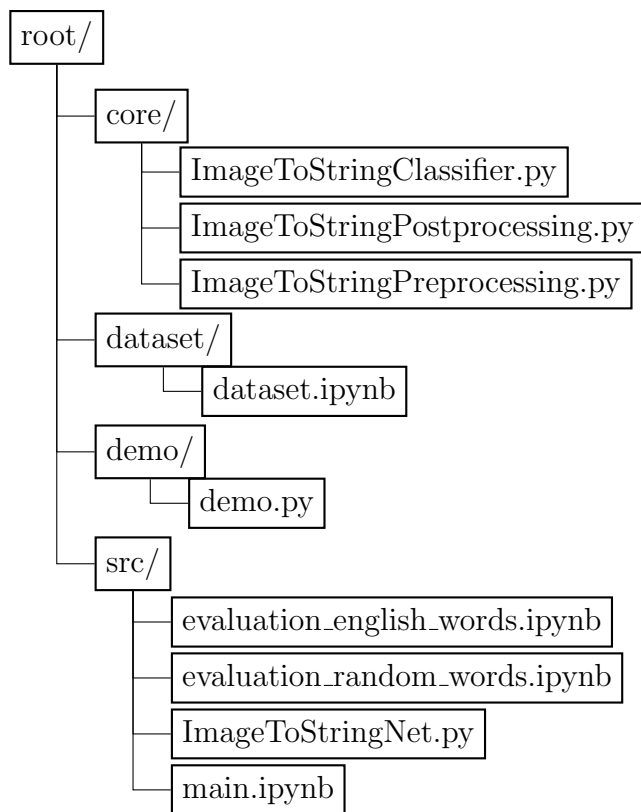 root/
core/
ImageToStringClassifier.py
ImageToStringPostprocessing.py
ImageToStringPreprocessing.py
dataset/
dataset.ipynb
demo/
demo.py
src/
evaluation_english_words.ipynb
evaluation_random_words.ipynb
ImageToStringNet.py
main.ipynb